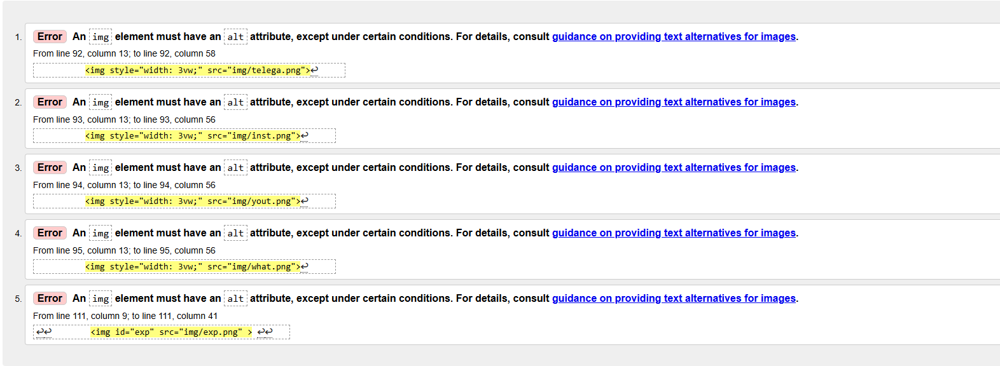 1. Error An img element must have an alt attribute, except under certain conditions. For details, consult guidance on providing text alternatives for images.
From line 92, column 13; to line 92, column 58
<img style="width: 3vw;" src="img/telega.png">↩
2. Error An img element must have an alt attribute, except under certain conditions. For details, consult guidance on providing text alternatives for images.
From line 93, column 13; to line 93, column 56
<img style="width: 3vw;" src="img/inst.png">↩
3. Error An img element must have an alt attribute, except under certain conditions. For details, consult guidance on providing text alternatives for images.
From line 94, column 13; to line 94, column 56
<img style="width: 3vw;" src="img/yout.png">↩
4. Error An img element must have an alt attribute, except under certain conditions. For details, consult guidance on providing text alternatives for images.
From line 95, column 13; to line 95, column 56
<img style="width: 3vw;" src="img/what.png">↩
5. Error An img element must have an alt attribute, except under certain conditions. For details, consult guidance on providing text alternatives for images.
From line 111, column 9; to line 111, column 41
↩↩ <img id="exp" src="img/exp.png" > ↩↩